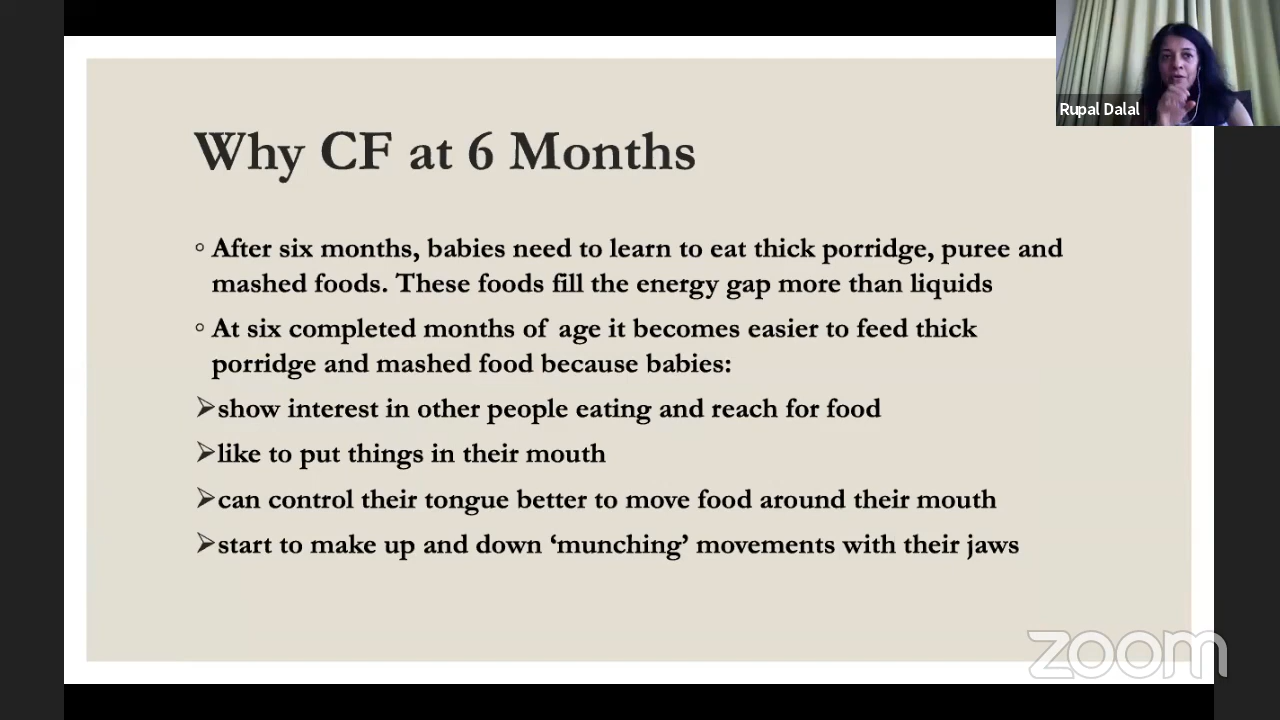 Rupal Dalal
Why CF at 6 Months
◦ After six months, babies need to learn to eat thick porridge, puree and
mashed foods. These foods fill the energy gap more than liquids
◦ At six completed months of age it becomes easier to feed thick
porridge and mashed food because babies:
➢show interest in other people eating and reach for food
➢like to put things in their mouth
➢can control their tongue better to move food around their mouth
➢start to make up and down ‘munching’ movements with their jaws
zoom